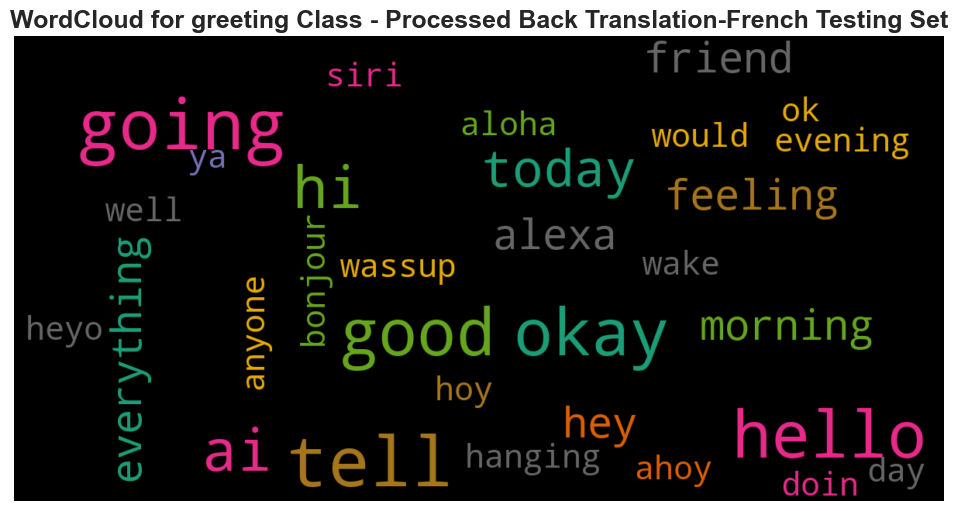 WordCloud for greeting Class - Processed Back Translation-French Testing Set
friend
siri
going
ok
aloha
would
evening
ya
today
hi
feeling
well
bonjour
alexa
everything
wassup
wake
anyone
heyo
good
okay
morning
hoy
hey
hello
ai
tell
hanging
ahoy
day
doin